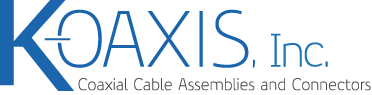 KOAXIS, Inc.
Coaxial Cable Assemblies and Connectors